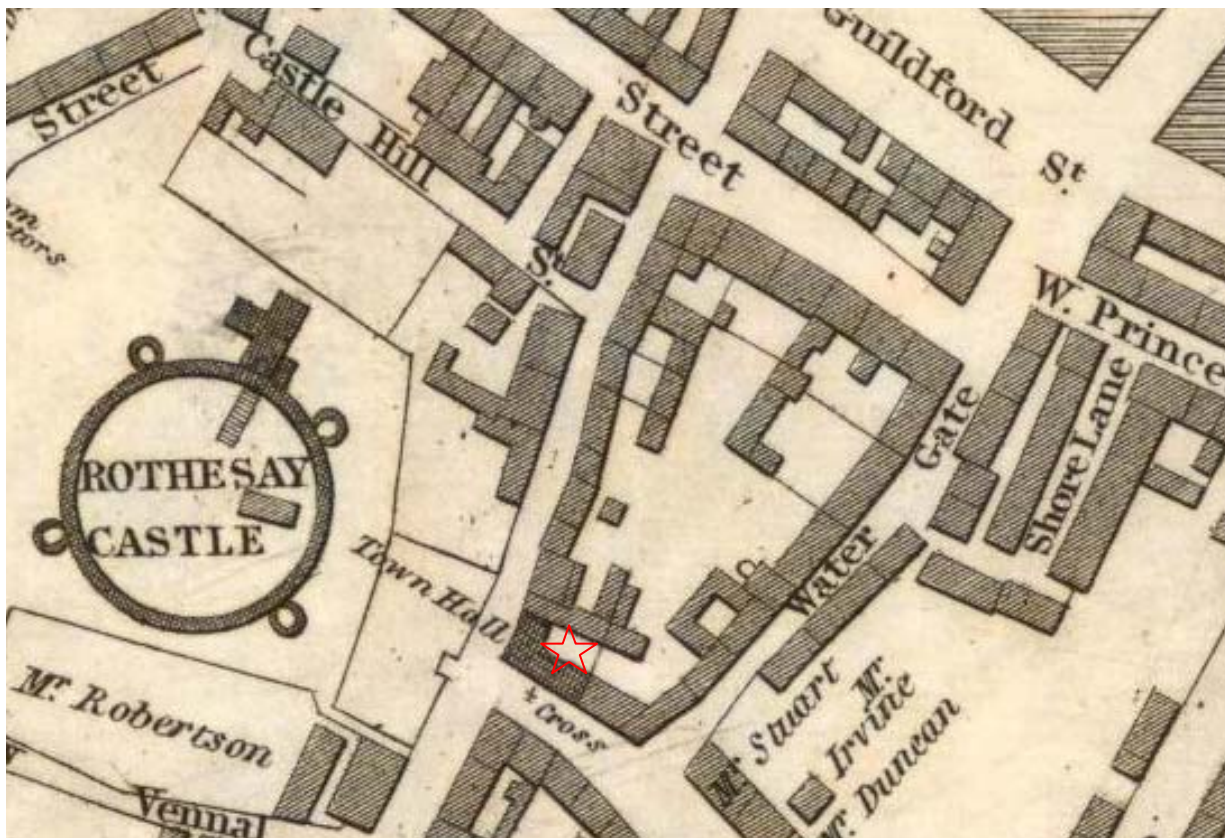 Guildford
St.
Street
Castle Hill
St.
Street
W. Prince
Gate
Shore Lane
ROTHESAY
CASTLE
Town Hall
Water
Cross
Mr. Robertson
Mr. Stuart
Mr. Irvine
Mr. Duncan
Vennal